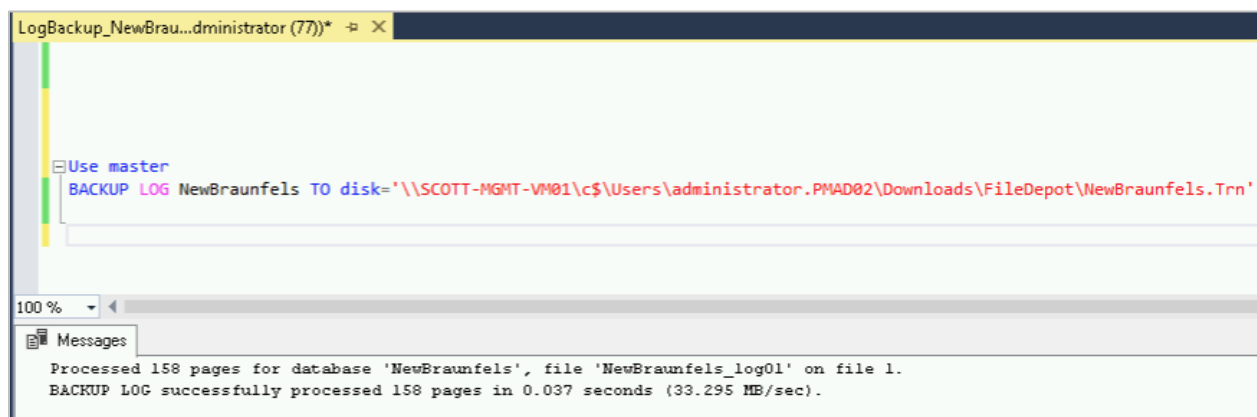 LogBackup_NewBrau...dministrator (77))*
Use master
BACKUP LOG NewBraunfels TO disk='\\SCOTT-MGMT-VM01\c$\Users\administrator.PMAD02\Downloads\FileDepot\NewBraunfels.Trn'
100 %
Messages
Processed 158 pages for database 'NewBraunfels', file 'NewBraunfels_log01' on file 1.
BACKUP LOG successfully processed 158 pages in 0.037 seconds (33.295 MB/sec).